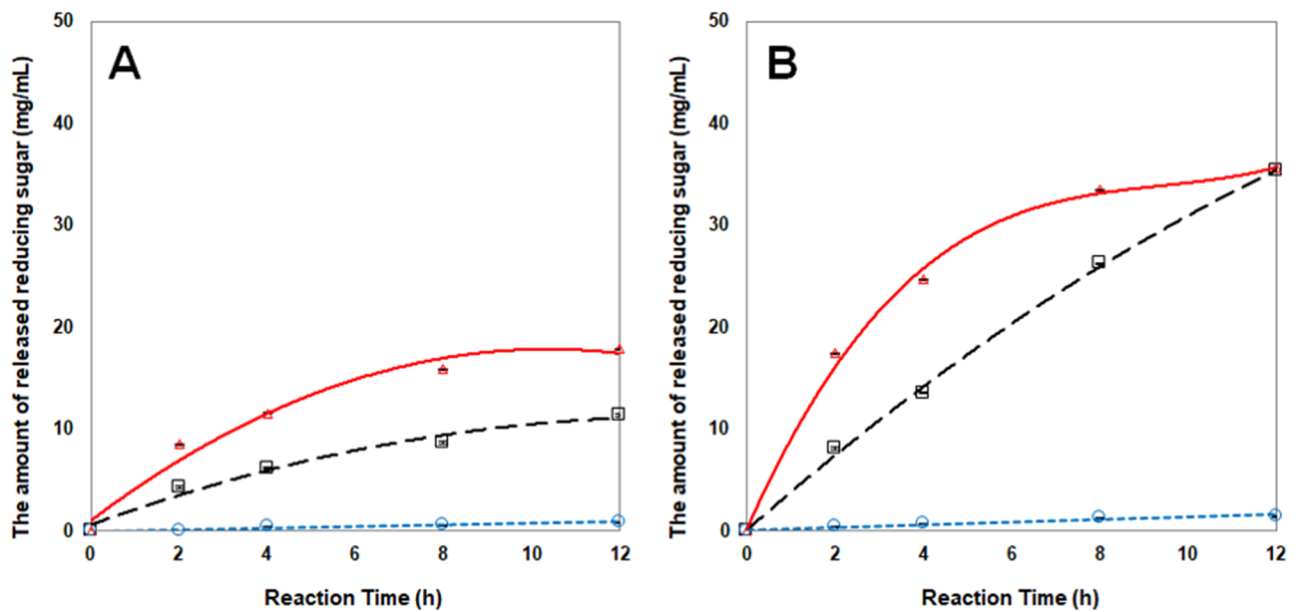 A
The amount of released reducing sugar (mg/mL)
50
40
30
20
10
0
0 2 4 6 8 10 12
Reaction Time (h)
B
The amount of released reducing sugar (mg/mL)
50
40
30
20
10
0
0 2 4 6 8 10 12
Reaction Time (h)